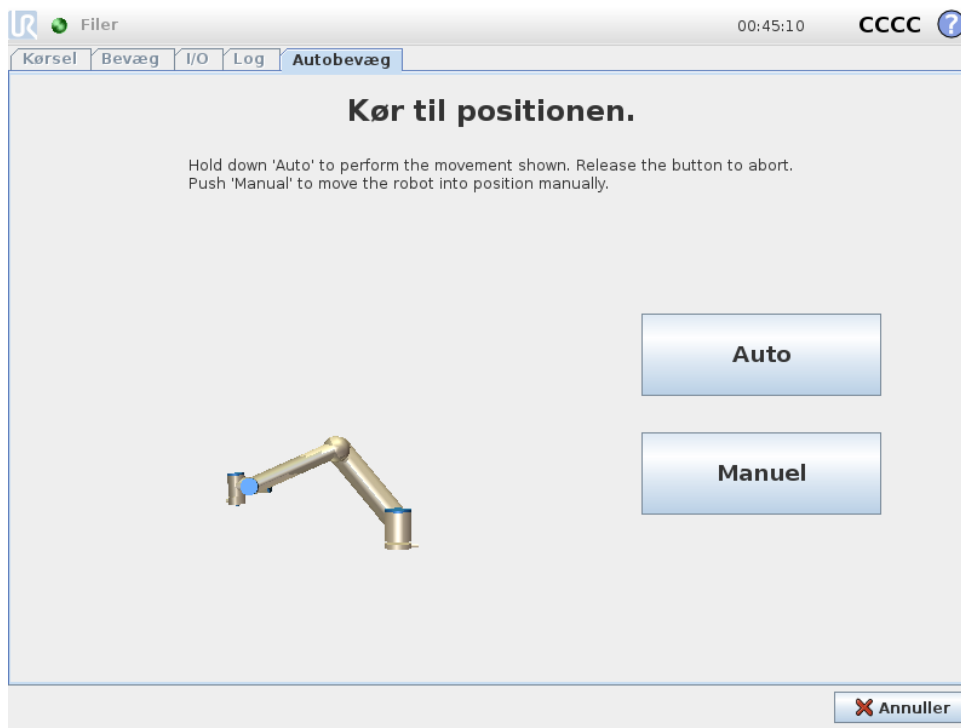 UR Filer 00:45:10 CCCC ?
Kørsel Bevæg I/O Log Autobevæg
Kør til positionen.
Hold down 'Auto' to perform the movement shown. Release the button to abort.
Push 'Manual' to move the robot into position manually.
Auto
Manuel
Annuller